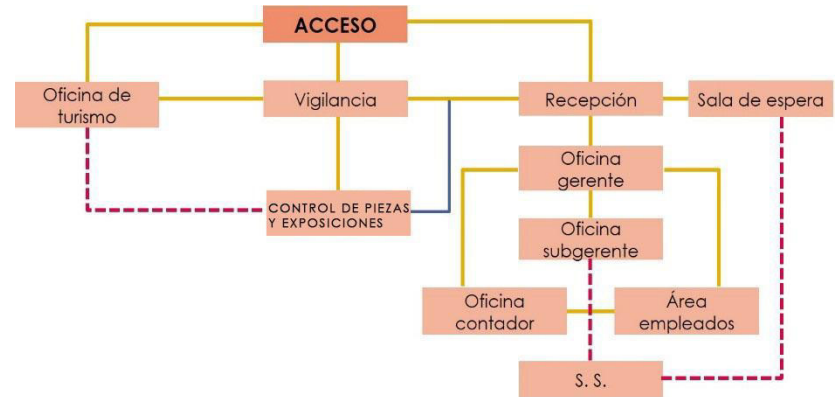 ACCESO
Oficina de
turismo
Vigilancia
Recepción
Sala de espera
Oficina
gerente
CONTROL DE PIEZAS
Y EXPOSICIONES
Oficina
subgerente
Oficina
contador
Área
empleados
S. S.